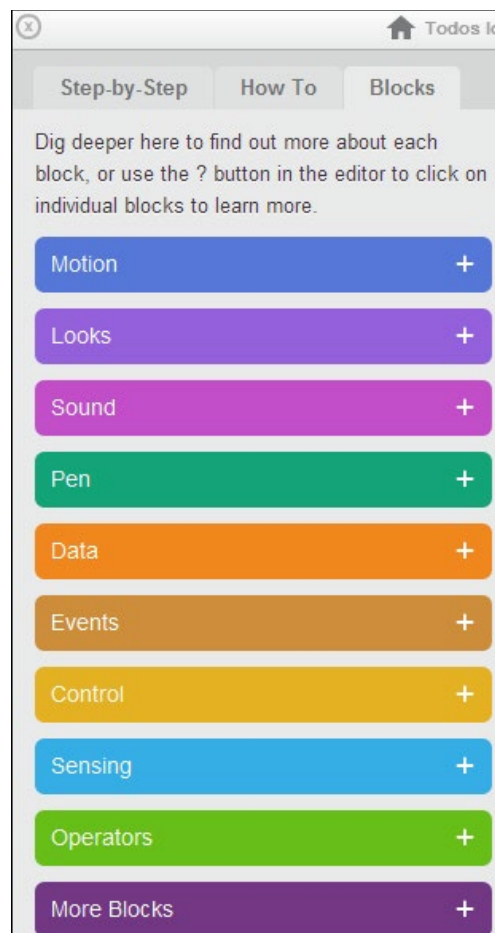 Todos
Step-by-Step How To Blocks
Dig deeper here to find out more about each
block, or use the ? button in the editor to click on
individual blocks to learn more.
Motion +
Looks +
Sound +
Pen +
Data +
Events +
Control +
Sensing +
Operators +
More Blocks +